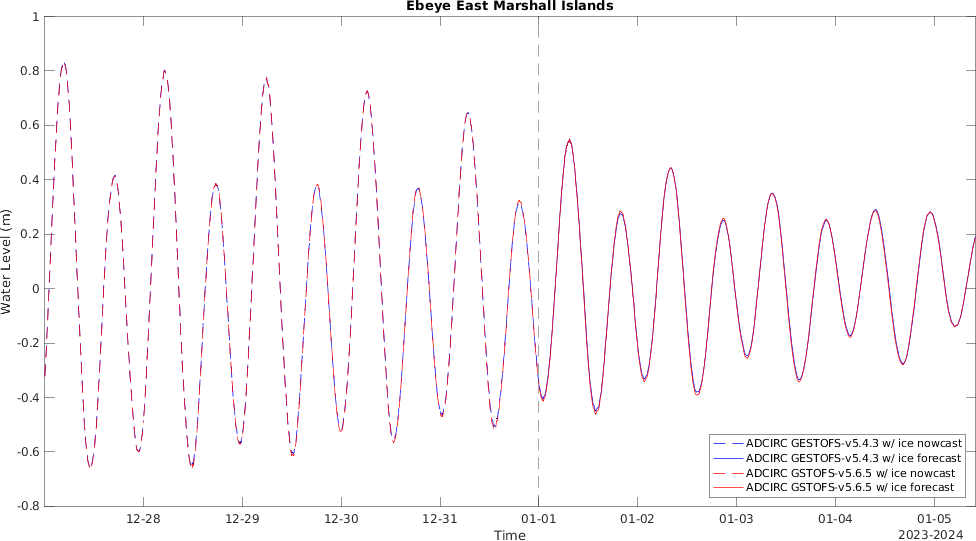 Ebeye East Marshall Islands
1
0.8
0.6
0.4
0.2
0
-0.2
-0.4
-0.6
-0.8
Water Level (m)
ADCIRC GESTOFS-v5.4.3 w/ ice nowcast
ADCIRC GESTOFS-v5.4.3 w/ ice forecast
ADCIRC GSTOFS-v5.6.5 w/ ice nowcast
ADCIRC GSTOFS-v5.6.5 w/ ice forecast
12-28 12-29 12-30 12-31 01-01 01-02 01-03 01-04 01-05
Time
2023-2024